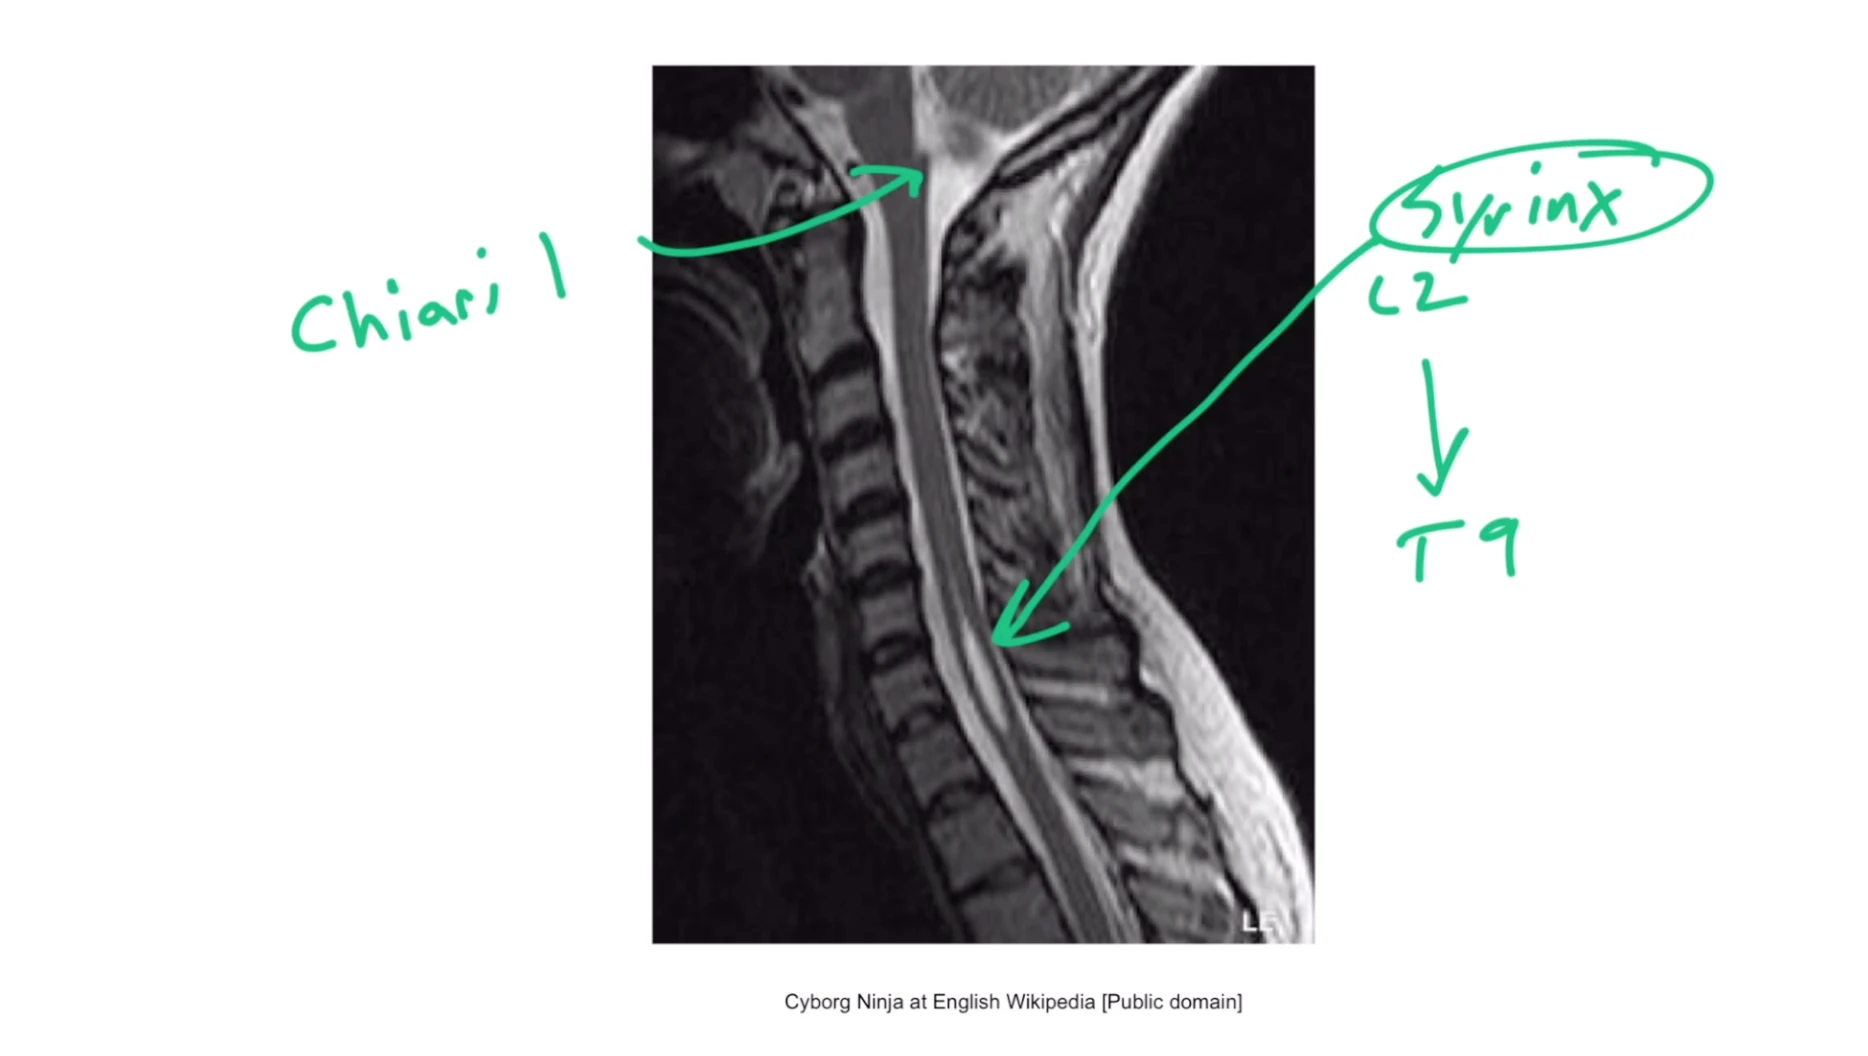 Syrinx
C2
T9
Chiari 1
LE
Cyborg Ninja at English Wikipedia [Public domain]